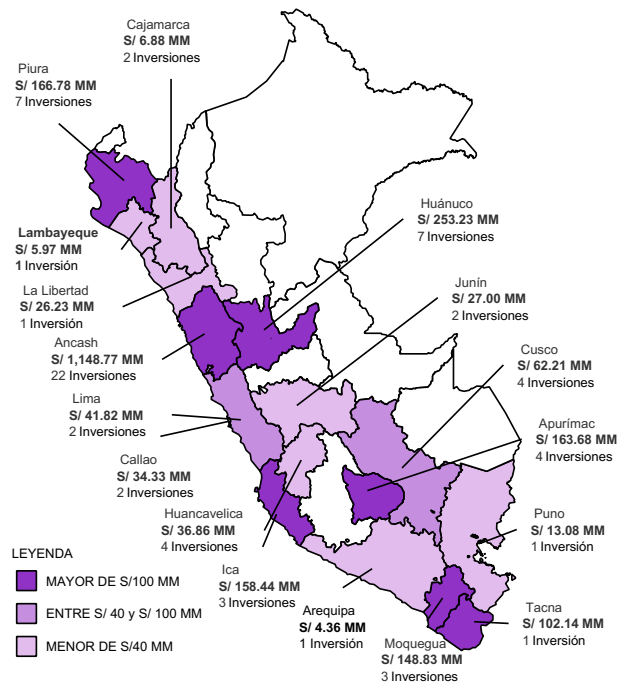 Cajamarca
S/ 6.88 MM
2 Inversiones
Piura
S/ 166.78 MM
7 Inversiones
Huánuco
S/ 253.23 MM
7 Inversiones
Lambayeque
S/ 5.97 MM
1 Inversión
La Libertad
S/ 26.23 MM
1 Inversión
Junín
S/ 27.00 MM
2 Inversiones
Ancash
S/ 1,148.77 MM
22 Inversiones
Cusco
S/ 62.21 MM
4 Inversiones
Lima
S/ 41.82 MM
2 Inversiones
Apurímac
S/ 163.68 MM
4 Inversiones
Callao
S/ 34.33 MM
2 Inversiones
Huancavelica
S/ 36.86 MM
4 Inversiones
Puno
S/ 13.08 MM
1 Inversión
Ica
S/ 158.44 MM
3 Inversiones
Arequipa
S/ 4.36 MM
1 Inversión
Tacna
S/ 102.14 MM
1 Inversión
Moquegua
S/ 148.83 MM
3 Inversiones
LEYENDA
MAYOR DE S/100 MM
ENTRE S/ 40 y S/ 100 MM
MENOR DE S/40 MM